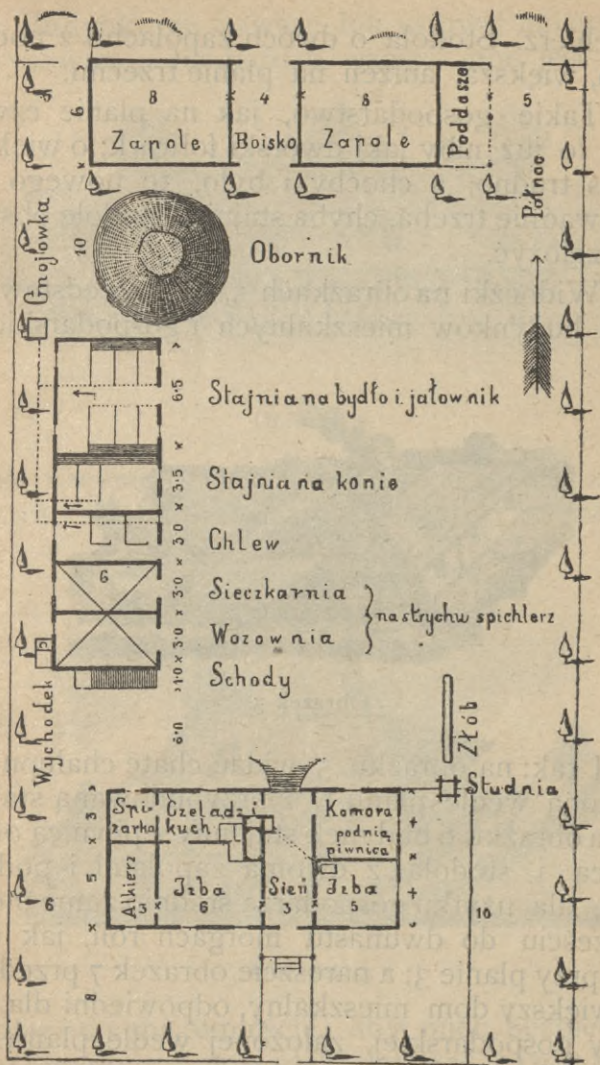 8 4 8 5 5
6
Zapole Boisko Zapole Poddasze
Północ
Gnojówka
10
Obornik
6.5
Stajnia na bydło i jałownik
3.5
Stajnia na konie
3.0
Chlew
6
3.0
Sieczkarnia
na strychu spichlerz
3.0
Wozownia
1.0
Schody
Wychodek
6.0
Żłób
Studnia
3
Spi-
żarka
Czeladź i
kuch
Komora
pod nią
piwnica
5
Alkierz
Izba Sień Izba
6 3 6 3 5
10
8